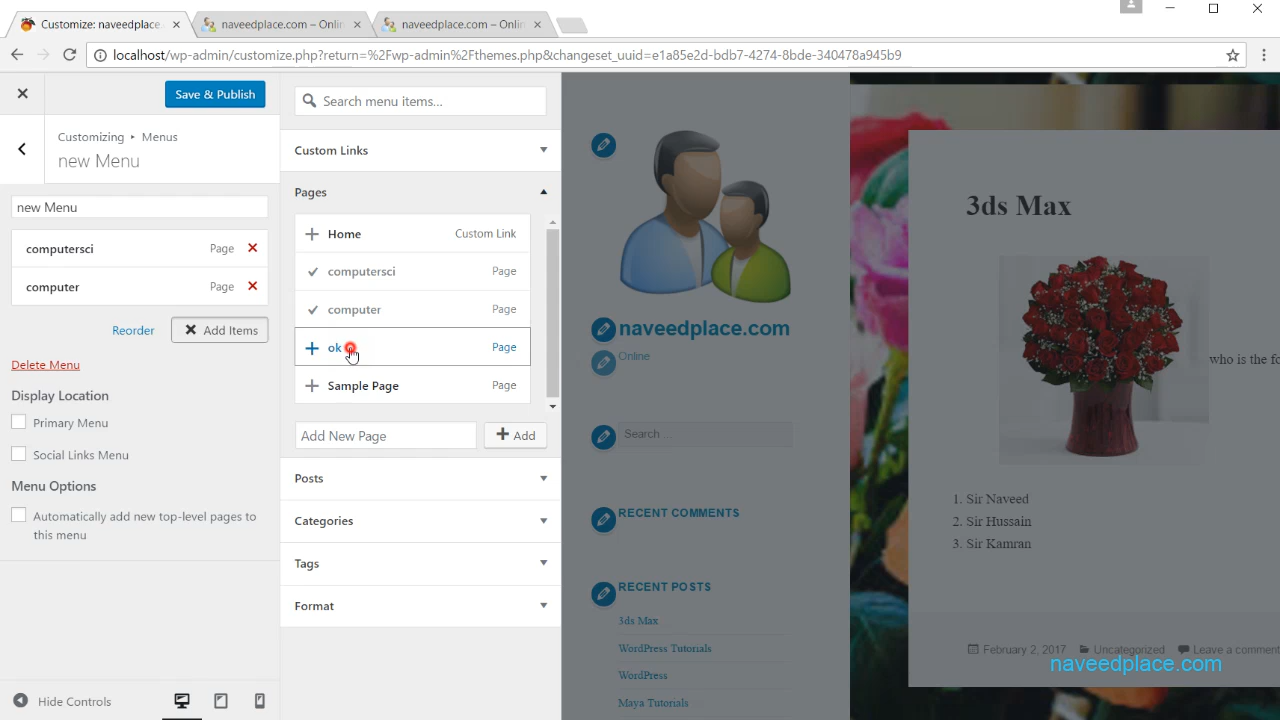 Customize: naveedplace
naveedplace.com – Onlin
naveedplace.com – Onlin
localhost/wp-admin/customize.php?return=%2Fwp-admin%2Fthemes.php&changeset_uuid=e1a85e2d-bdb7-4274-8bde-340478a945b9
Save & Publish
Customizing ▸ Menus
new Menu
new Menu
computersci Page
computer Page
Reorder
Add Items
Delete Menu
Display Location
Primary Menu
Social Links Menu
Menu Options
Automatically add new top-level pages to
this menu
Hide Controls
Search menu items...
Custom Links
Pages
Home Custom Link
computersci Page
computer Page
ok Page
Sample Page Page
Add New Page
Add
Posts
Categories
Tags
Format
naveedplace.com
Online
Search ...
RECENT COMMENTS
RECENT POSTS
3ds Max
WordPress Tutorials
WordPress
Maya Tutorials
3ds Max
who is the fo
1. Sir Naveed
2. Sir Hussain
3. Sir Kamran
February 2, 2017 Uncategorized Leave a comment
naveedplace.com